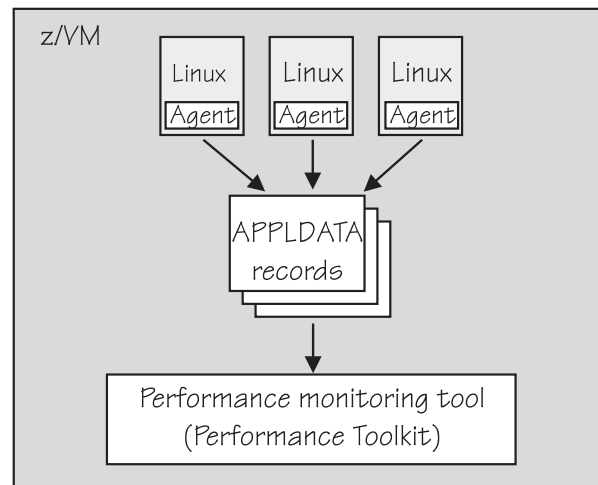 z/VM
Linux
Linux
Linux
Agent
Agent
Agent
APPLDATA
records
Performance monitoring tool
(Performance Toolkit)